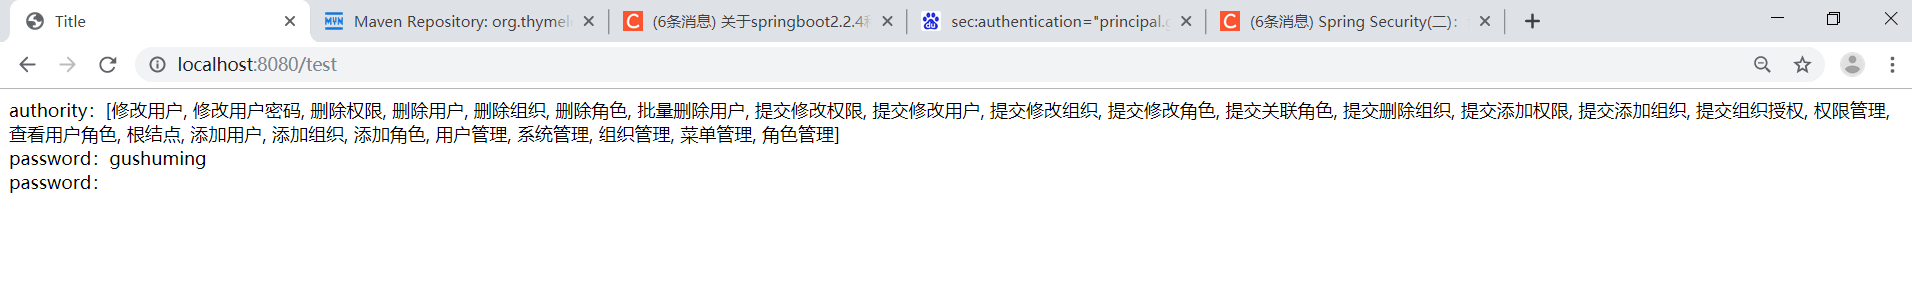 Title
Maven Repository: org.thymele
(6条消息) 关于springboot2.2.4和
sec:authentication="principal.g
(6条消息) Spring Security(二)：
localhost:8080/test
authority：[修改用户, 修改用户密码, 删除权限, 删除用户, 删除组织, 删除角色, 批量删除用户, 提交修改权限, 提交修改用户, 提交修改组织, 提交修改角色, 提交关联角色, 提交删除组织, 提交添加权限, 提交添加组织, 提交组织授权, 权限管理,
查看用户角色, 根结点, 添加用户, 添加组织, 添加角色, 用户管理, 系统管理, 组织管理, 菜单管理, 角色管理]
password：gushuming
password：